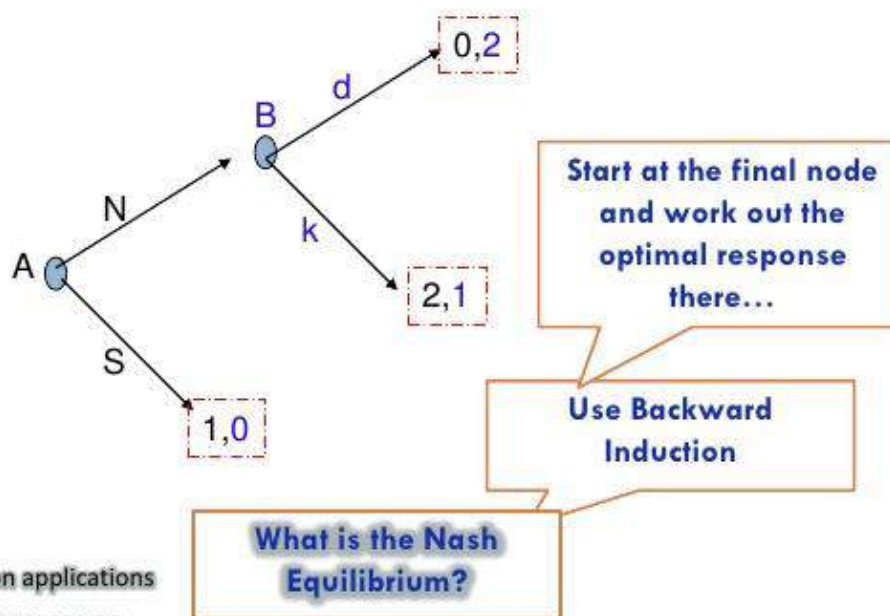 0,2
d
B
N
k
A
2,1
S
1,0
Start at the final node
and work out the
optimal response
there...
Use Backward
Induction
What is the Nash
Equilibrium?
applications